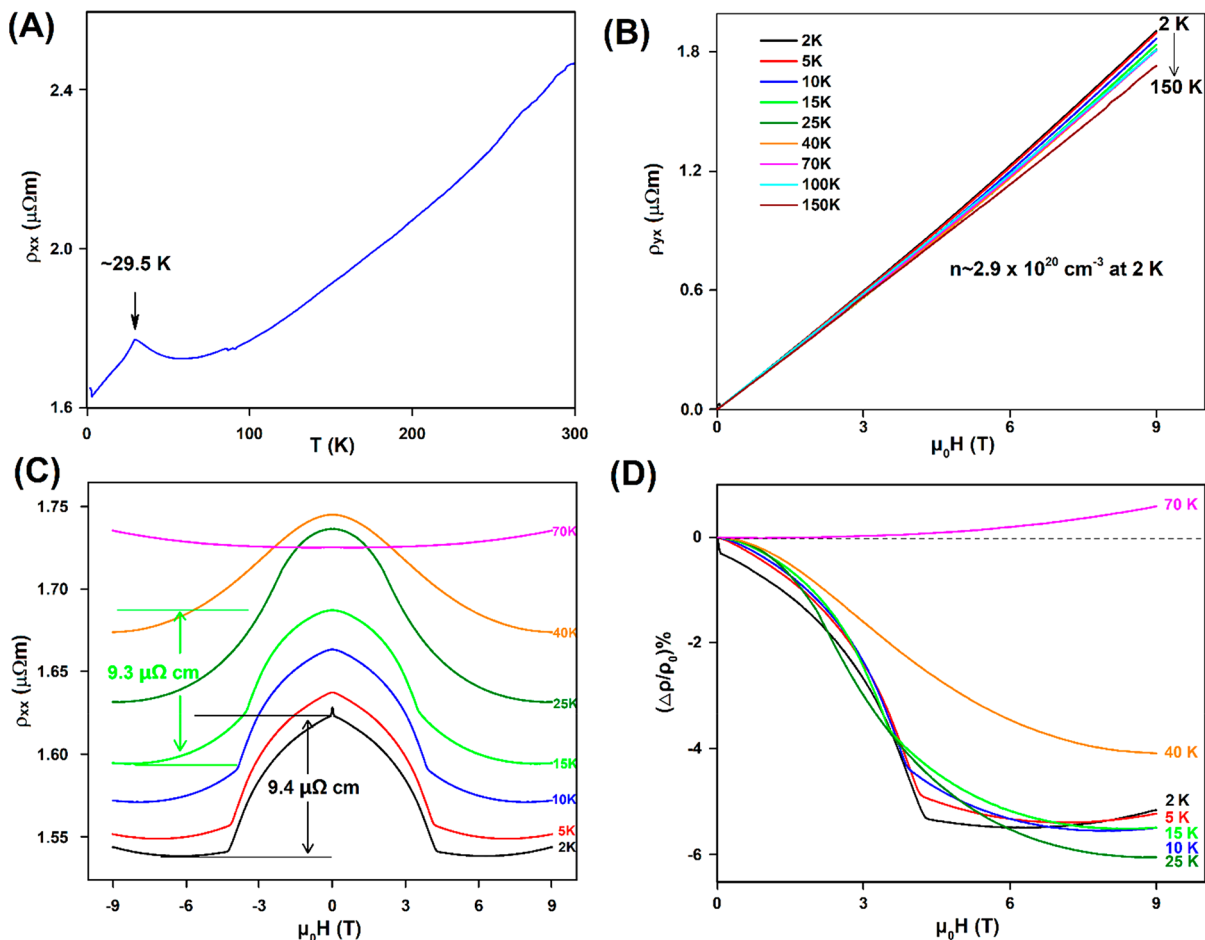 (A)
ρxx (μΩm)
2.4
2.0
1.6
~29.5 K
0
100
200
300
T (K)
(B)
ρyx (μΩm)
1.8
1.2
0.6
0.0
2K
5K
10K
15K
25K
40K
70K
100K
150K
2 K
150 K
n~2.9 x 10²⁰ cm⁻³ at 2 K
0
3
6
9
μ₀H (T)
(C)
ρxx (μΩm)
1.75
1.70
1.65
1.60
1.55
70K
40K
25K
15K
10K
5K
2K
9.3 μΩ cm
9.4 μΩ cm
-9
-6
-3
0
3
6
9
μ₀H (T)
(D)
(Δρ/ρ₀)%
0
-2
-4
-6
70 K
40 K
2 K
5 K
15 K
10 K
25 K
0
3
6
9
μ₀H (T)